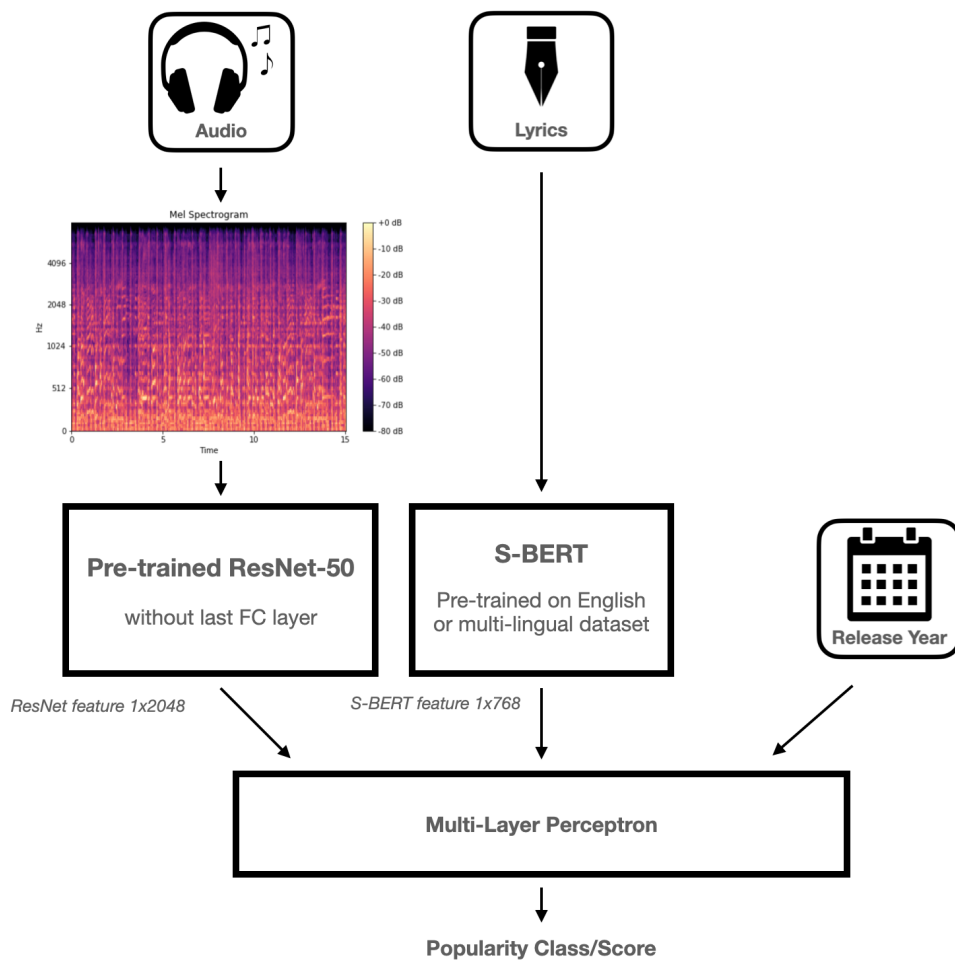 Audio
Lyrics
Mel Spectrogram
+0 dB
-10 dB
-20 dB
-30 dB
-40 dB
-50 dB
-60 dB
-70 dB
-80 dB
4096
2048
1024
512
0
Hz
0
5
10
15
Time
Pre-trained ResNet-50
without last FC layer
S-BERT
Pre-trained on English
or multi-lingual dataset
Release Year
ResNet feature 1x2048
S-BERT feature 1x768
Multi-Layer Perceptron
Popularity Class/Score